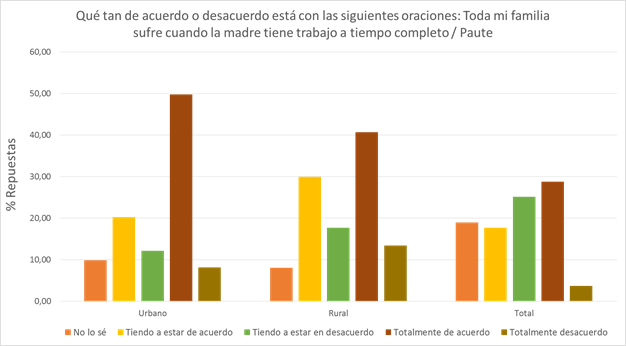 Qué tan de acuerdo o desacuerdo está con las siguientes oraciones: Toda mi familia
sufre cuando la madre tiene trabajo a tiempo completo / Paute
% Repuestas
60,00
50,00
40,00
30,00
20,00
10,00
0,00
Urbano Rural Total
No lo sé Tiendo a estar de acuerdo Tiendo a estar en desacuerdo Totalmente de acuerdo Totalmente desacuerdo